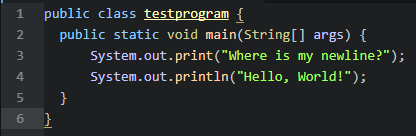 1 public class testprogram {
2   public static void main(String[] args) {
3       System.out.print("Where is my newline?");
4       System.out.println("Hello, World!");
5   }
6 }